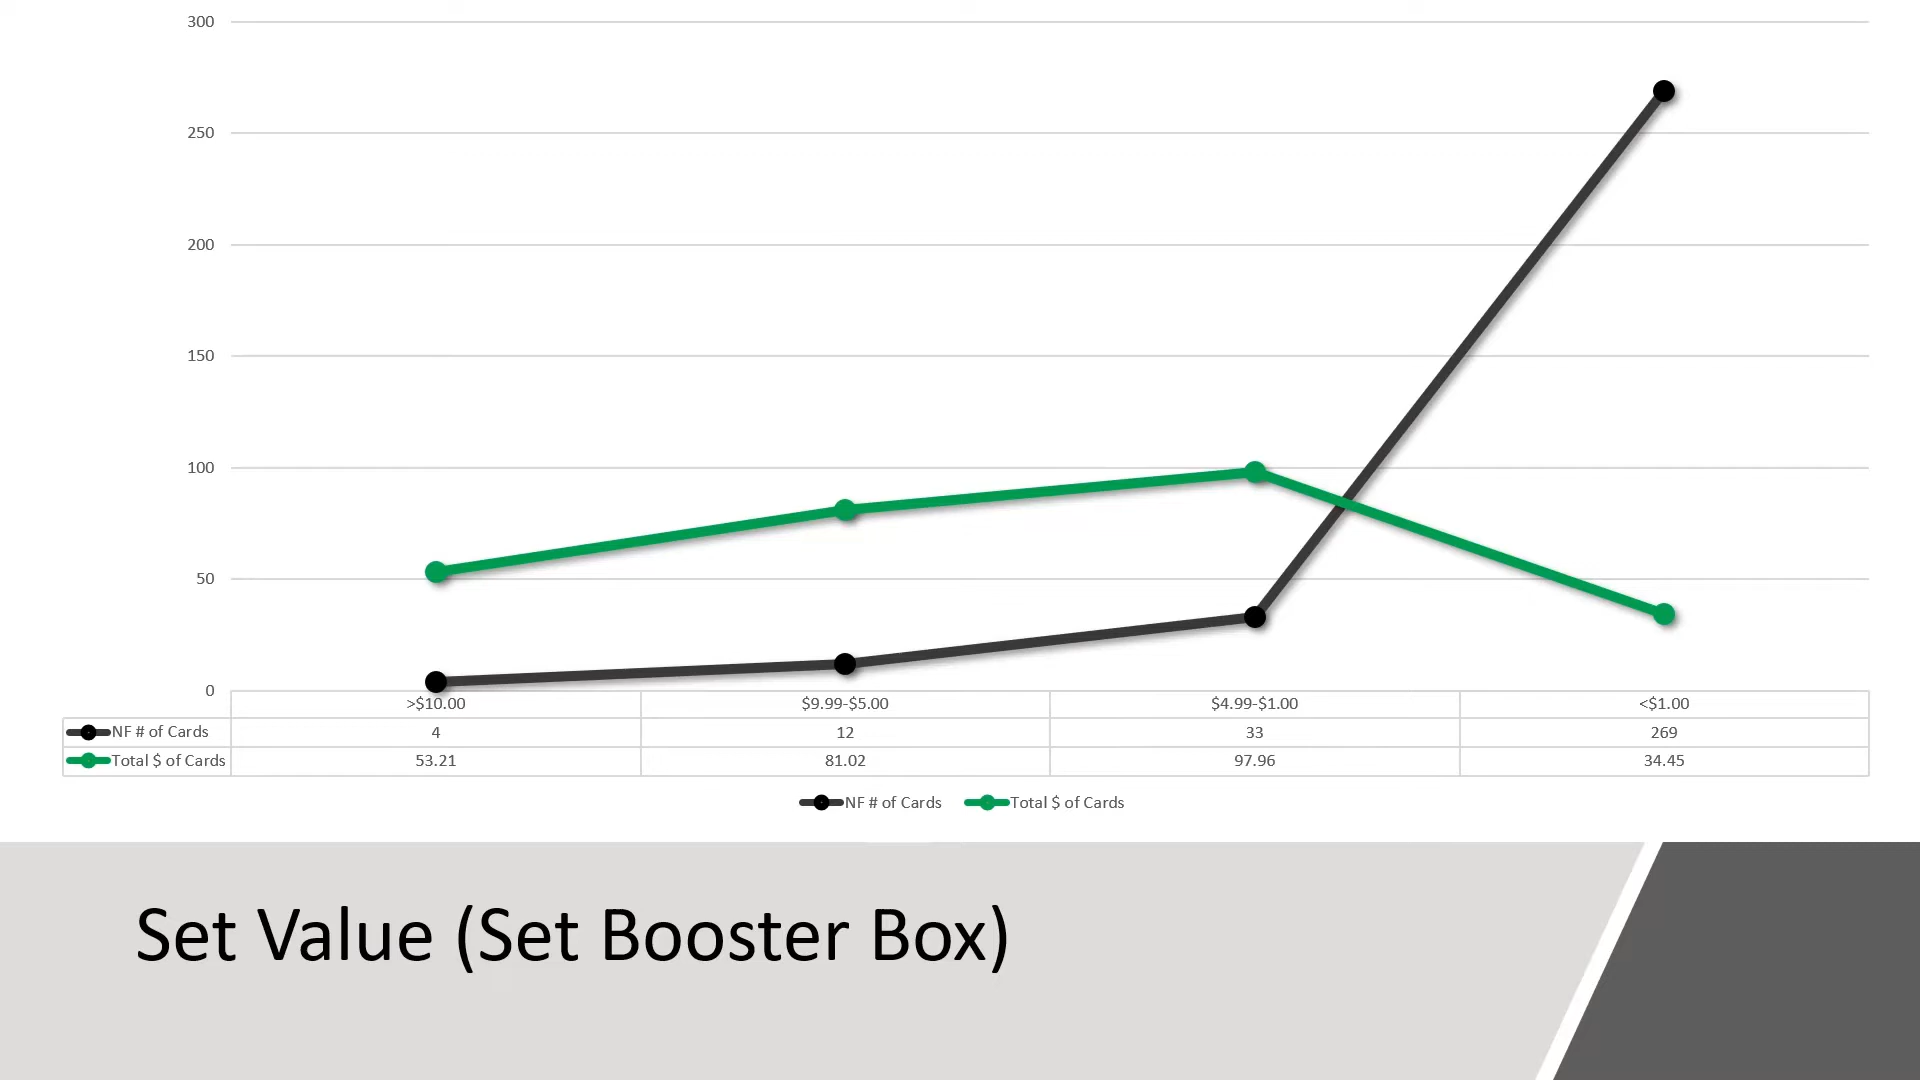 300
250
200
150
100
50
0
>$10.00 $9.99-$5.00 $4.99-$1.00 <$1.00
NF # of Cards 4 12 33 269
Total $ of Cards 53.21 81.02 97.96 34.45
NF # of Cards Total $ of Cards
Set Value (Set Booster Box)